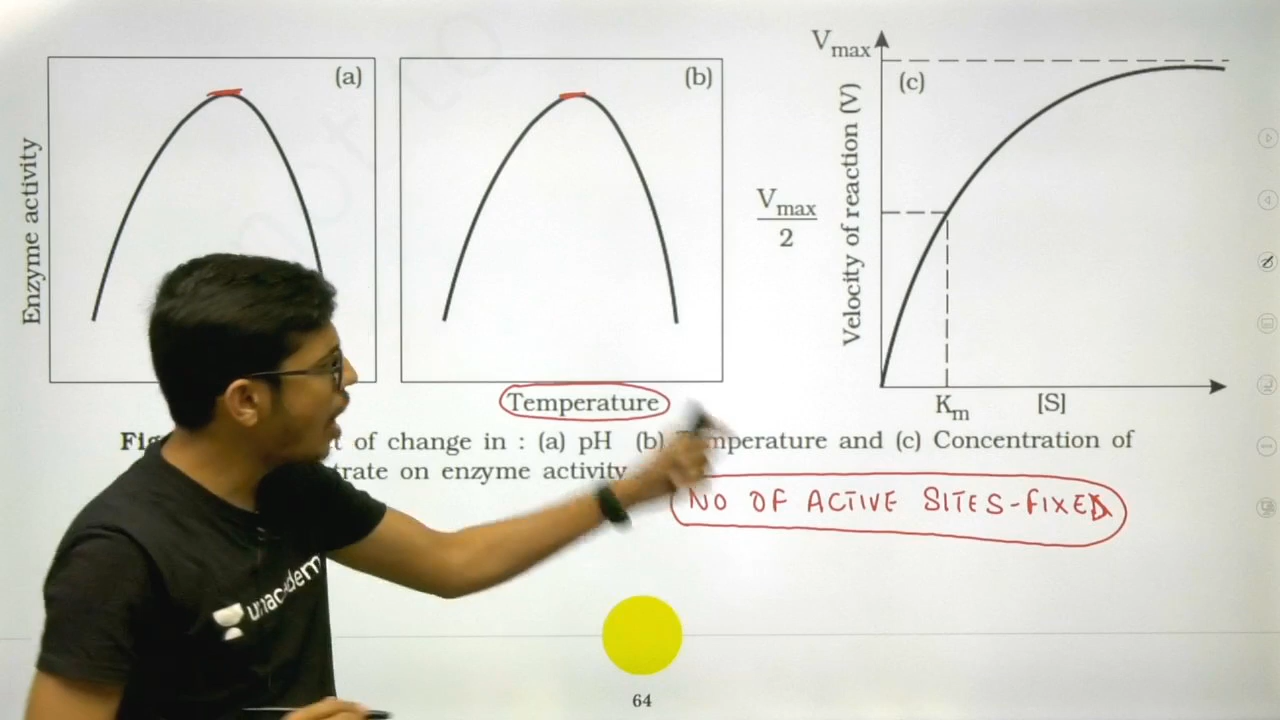 (a)
(b)
Enzyme activity
Temperature
Vmax
(c)
Velocity of reaction (V)
Vmax
2
Km
[S]
of change in : (a) pH (b) and (c) Concentration of
on enzyme activity
NO OF ACTIVE SITES-FIXED
64